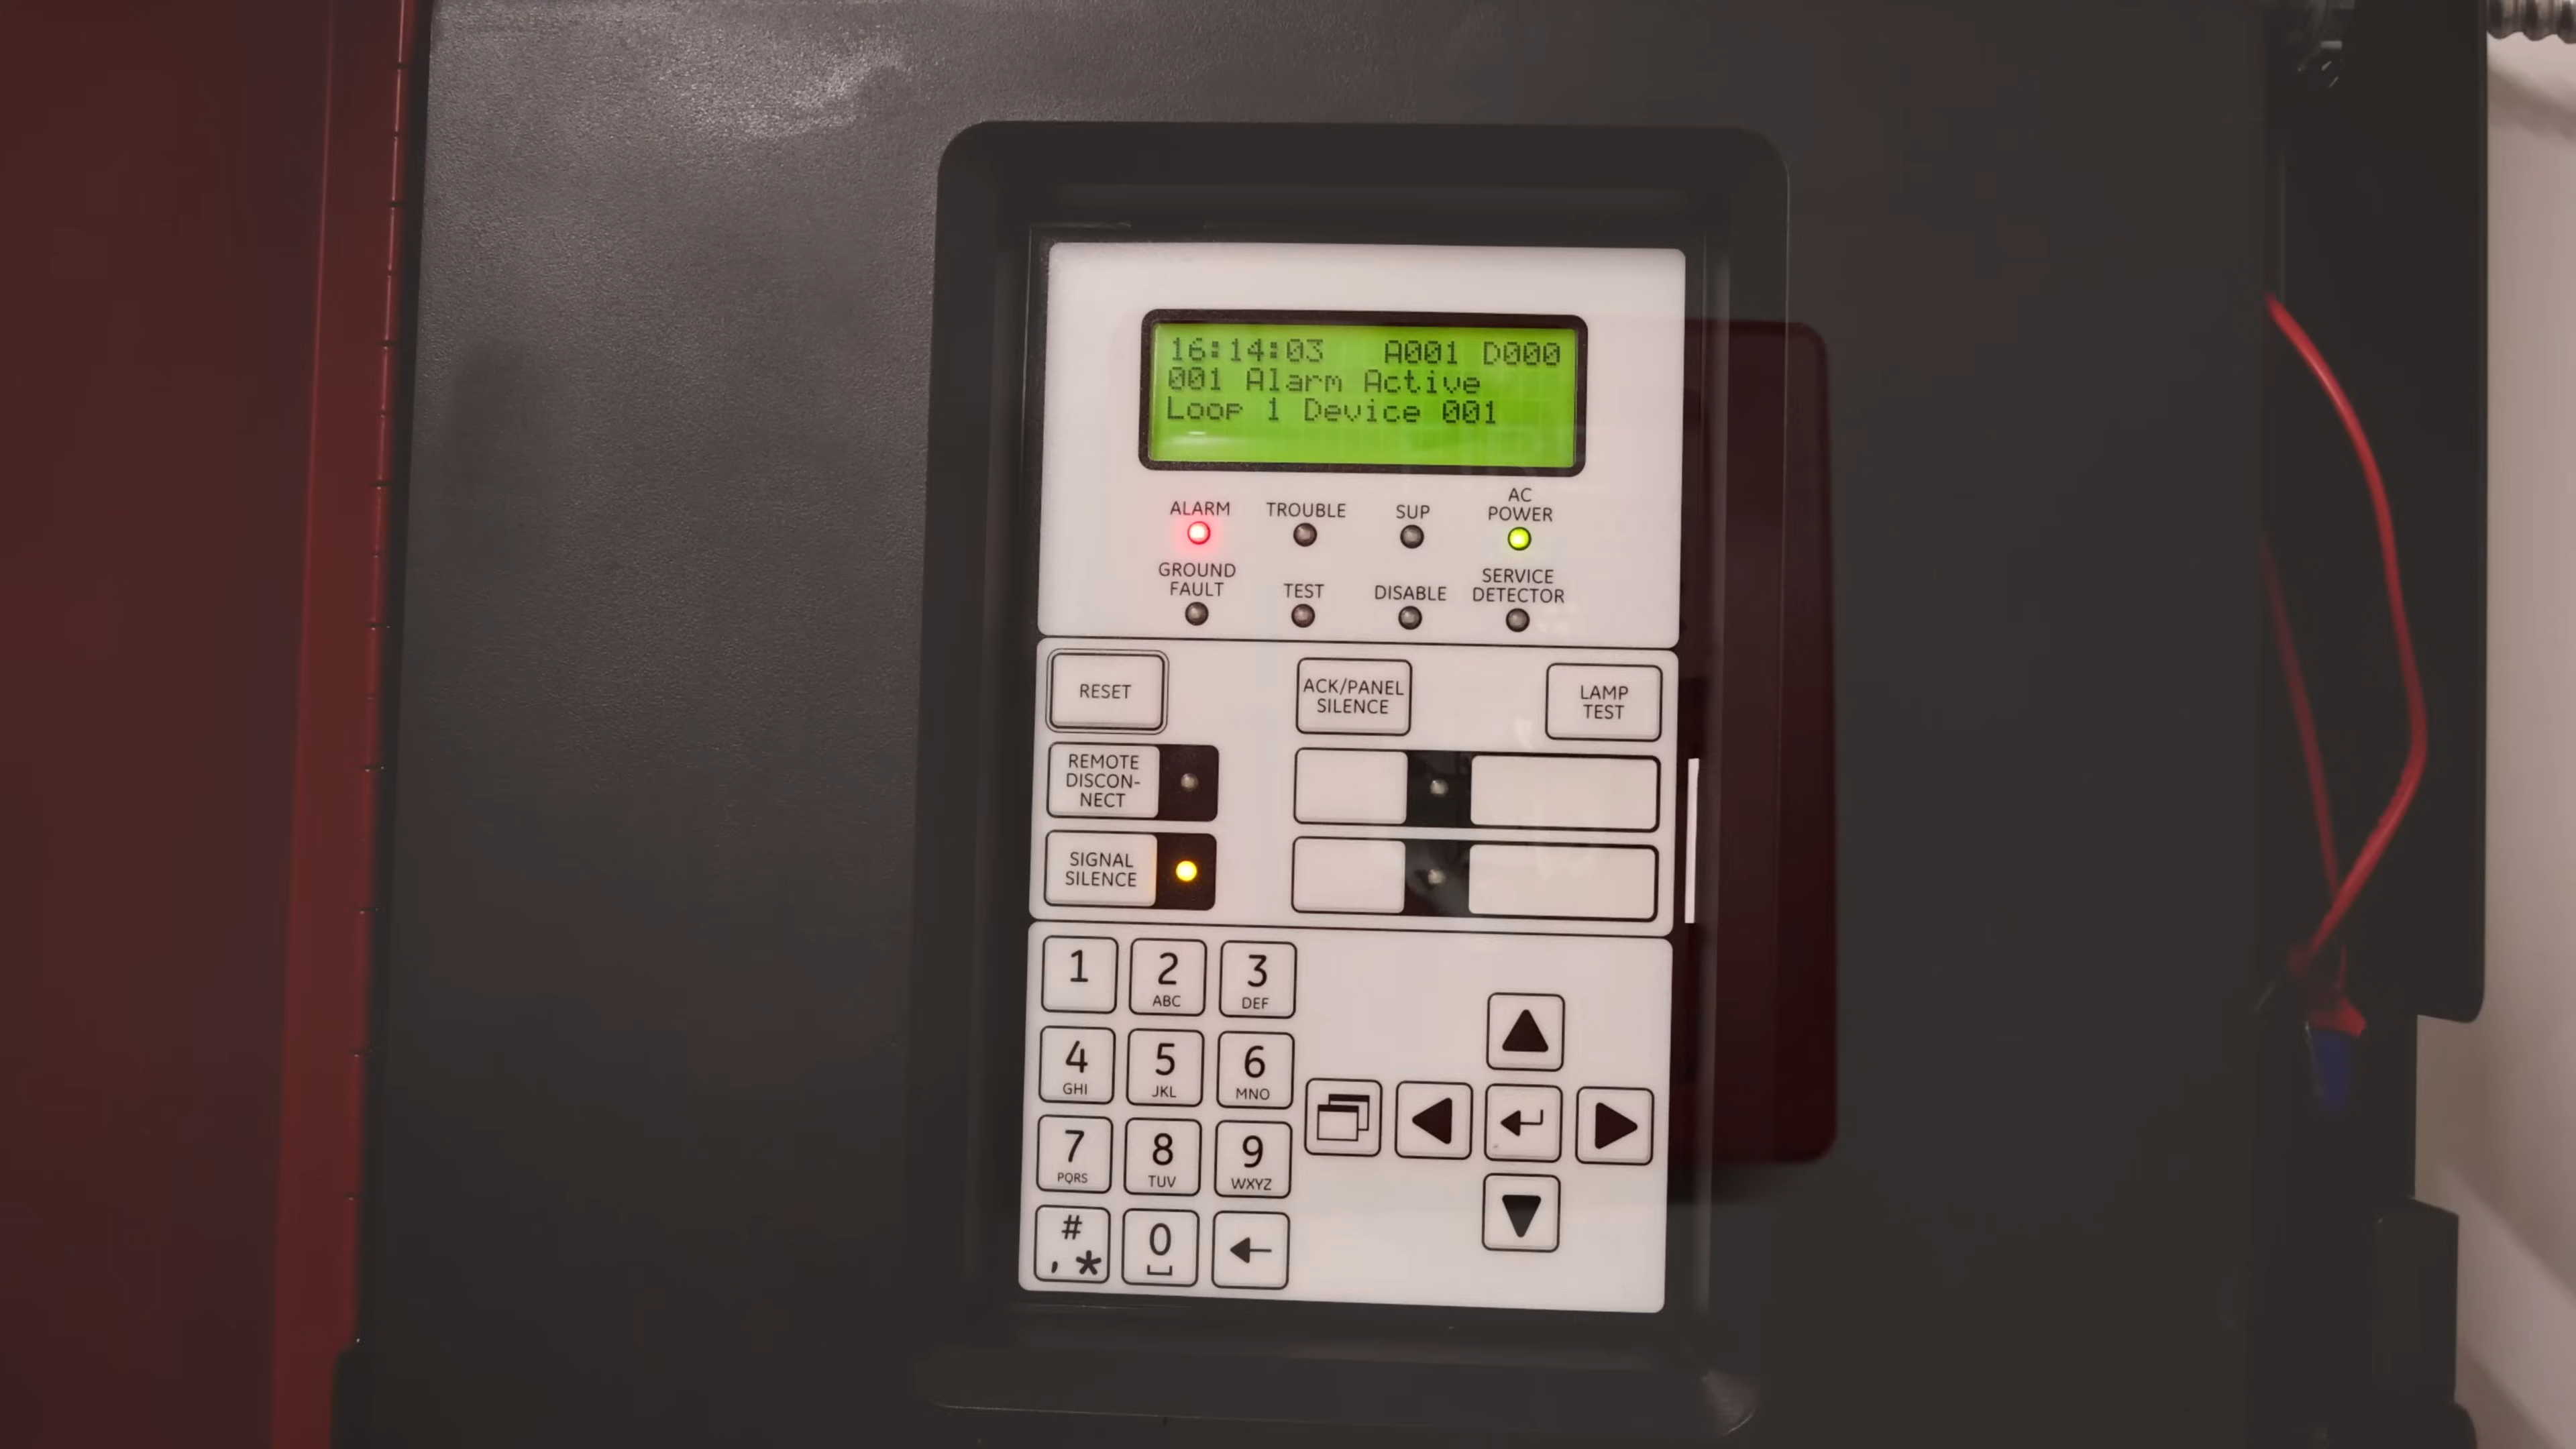 16:14:03 A001 D000
001 Alarm Active
Loop 1 Device 001
ALARM TROUBLE SUP AC POWER
GROUND FAULT TEST DISABLE SERVICE DETECTOR
RESET
ACK/PANEL
SILENCE
LAMP
TEST
REMOTE
DISCON-
NECT
SIGNAL
SILENCE
1 2 3
ABC DEF
4 5 6
GHI JKL MNO
7 8 9
PQRS TUV WXYZ
# 0
, *